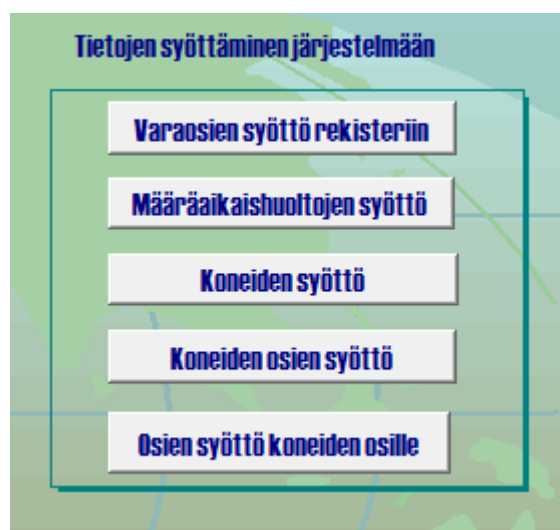 Tietojen syöttäminen järjestelmään
Varaosien syöttö rekisteriin
Määräaikaishuoltojen syöttö
Koneiden syöttö
Koneiden osien syöttö
Osien syöttö koneiden osille